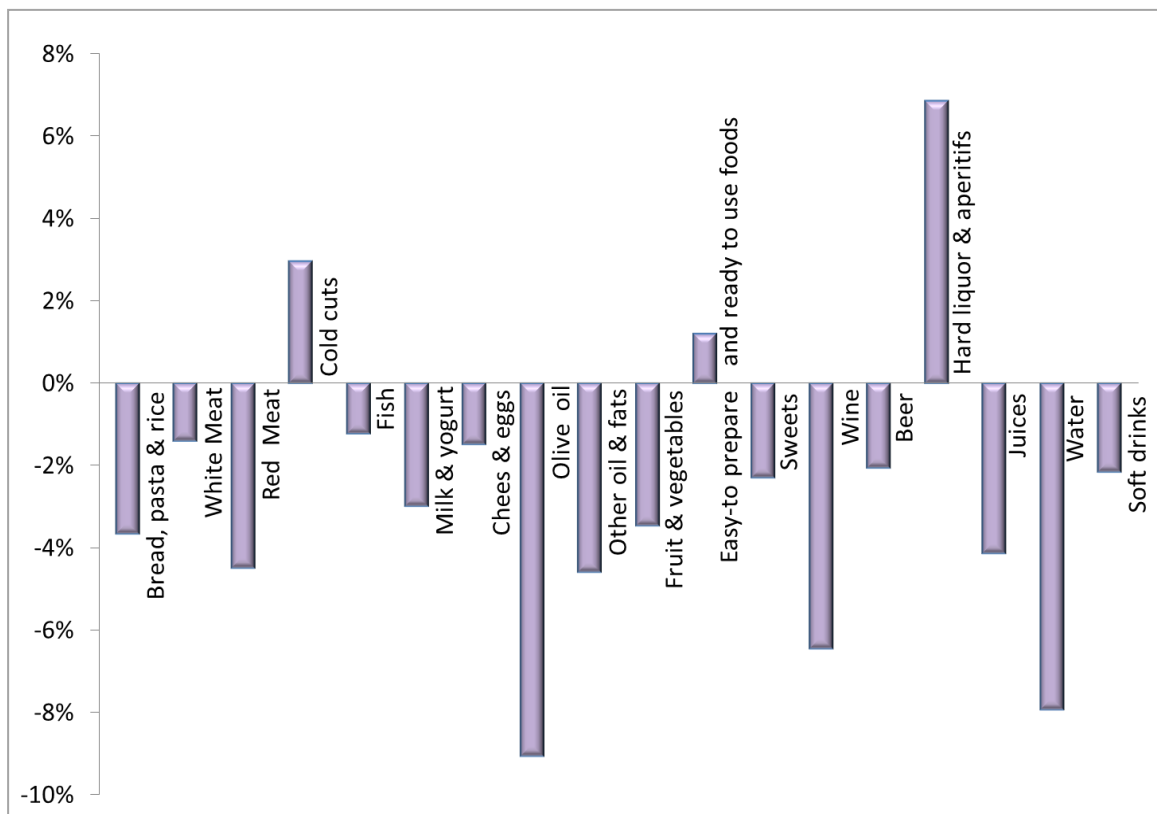 8%
6%
4%
2%
0%
-2%
-4%
-6%
-8%
-10%
Bread, pasta & rice
White Meat
Red Meat
Cold cuts
Fish
Milk & yogurt
Chees & eggs
Olive oil
Other oil & fats
Fruit & vegetables
Easy-to prepare and ready to use foods
Sweets
Wine
Beer
Hard liquor & aperitifs
Juices
Water
Soft drinks